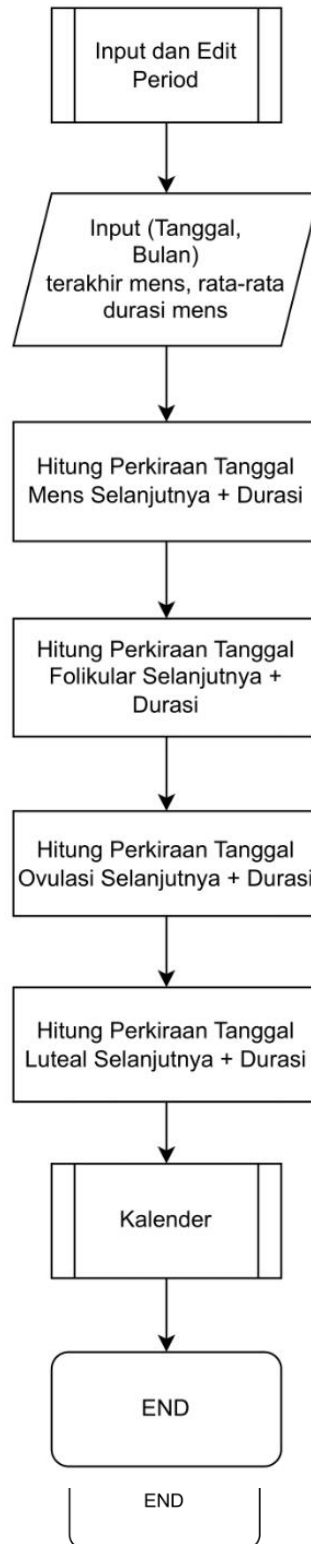 Input dan Edit
Period
Input (Tanggal,
Bulan)
terakhir mens, rata-rata
durasi mens
Hitung Perkiraan Tanggal
Mens Selanjutnya + Durasi
Hitung Perkiraan Tanggal
Folikular Selanjutnya +
Durasi
Hitung Perkiraan Tanggal
Ovulasi Selanjutnya + Durasi
Hitung Perkiraan Tanggal
Luteal Selanjutnya + Durasi
Kalender
END
END